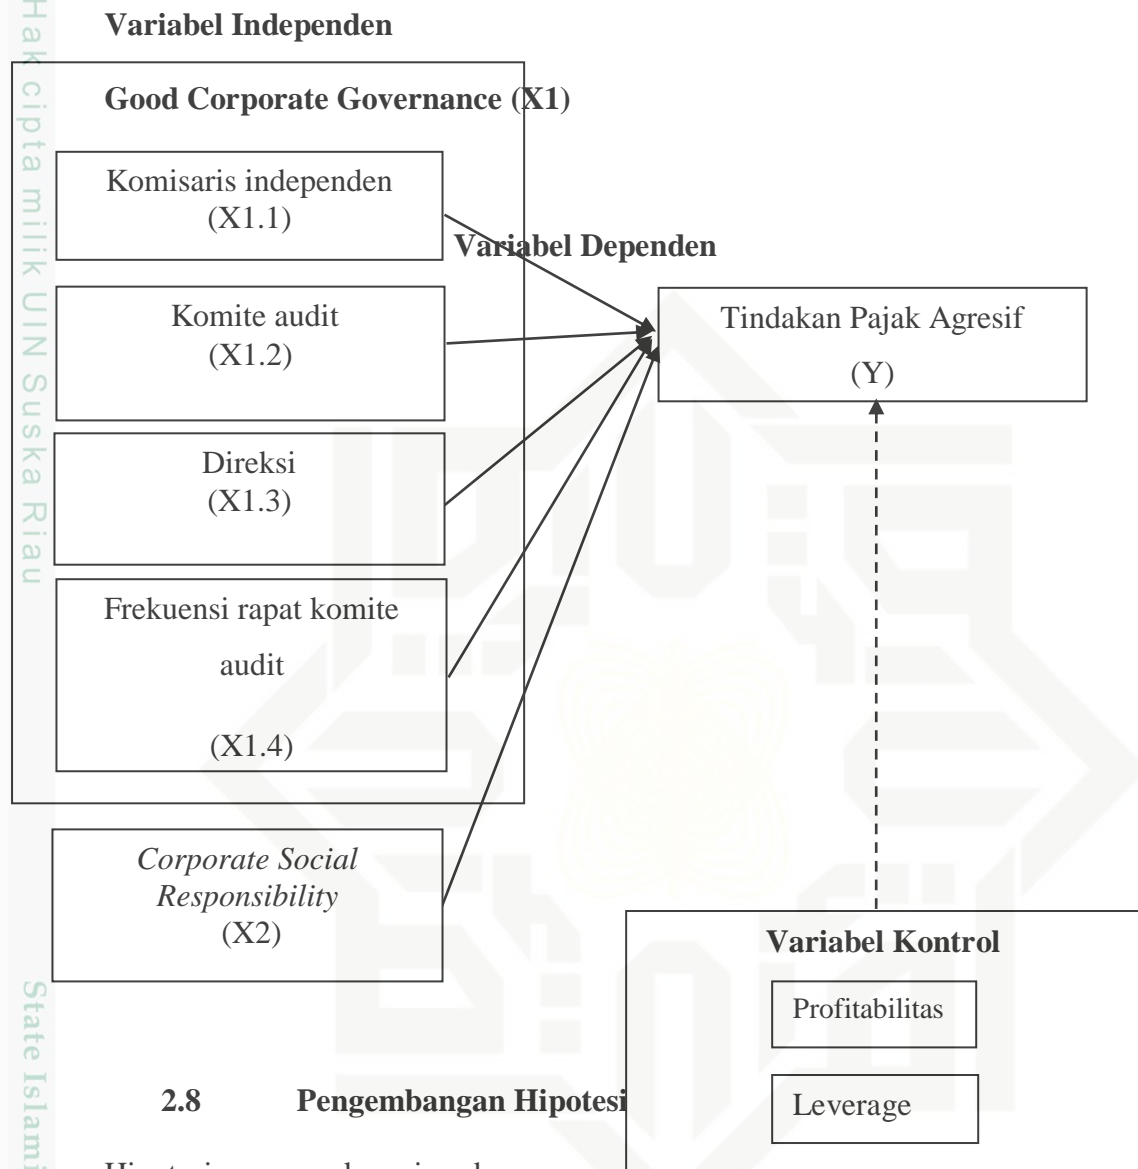 Hak cipta milik UIN Suska Riau
State Islami
Variabel Independen
Good Corporate Governance (X1)
Komisaris independen
(X1.1)
Variabel Dependen
Komite audit
(X1.2)
Tindakan Pajak Agresif
(Y)
Direksi
(X1.3)
Frekuensi rapat komite
audit
(X1.4)
Corporate Social
Responsibility
(X2)
Variabel Kontrol
Profitabilitas
Leverage
2.8 Pengembangan Hipotesi